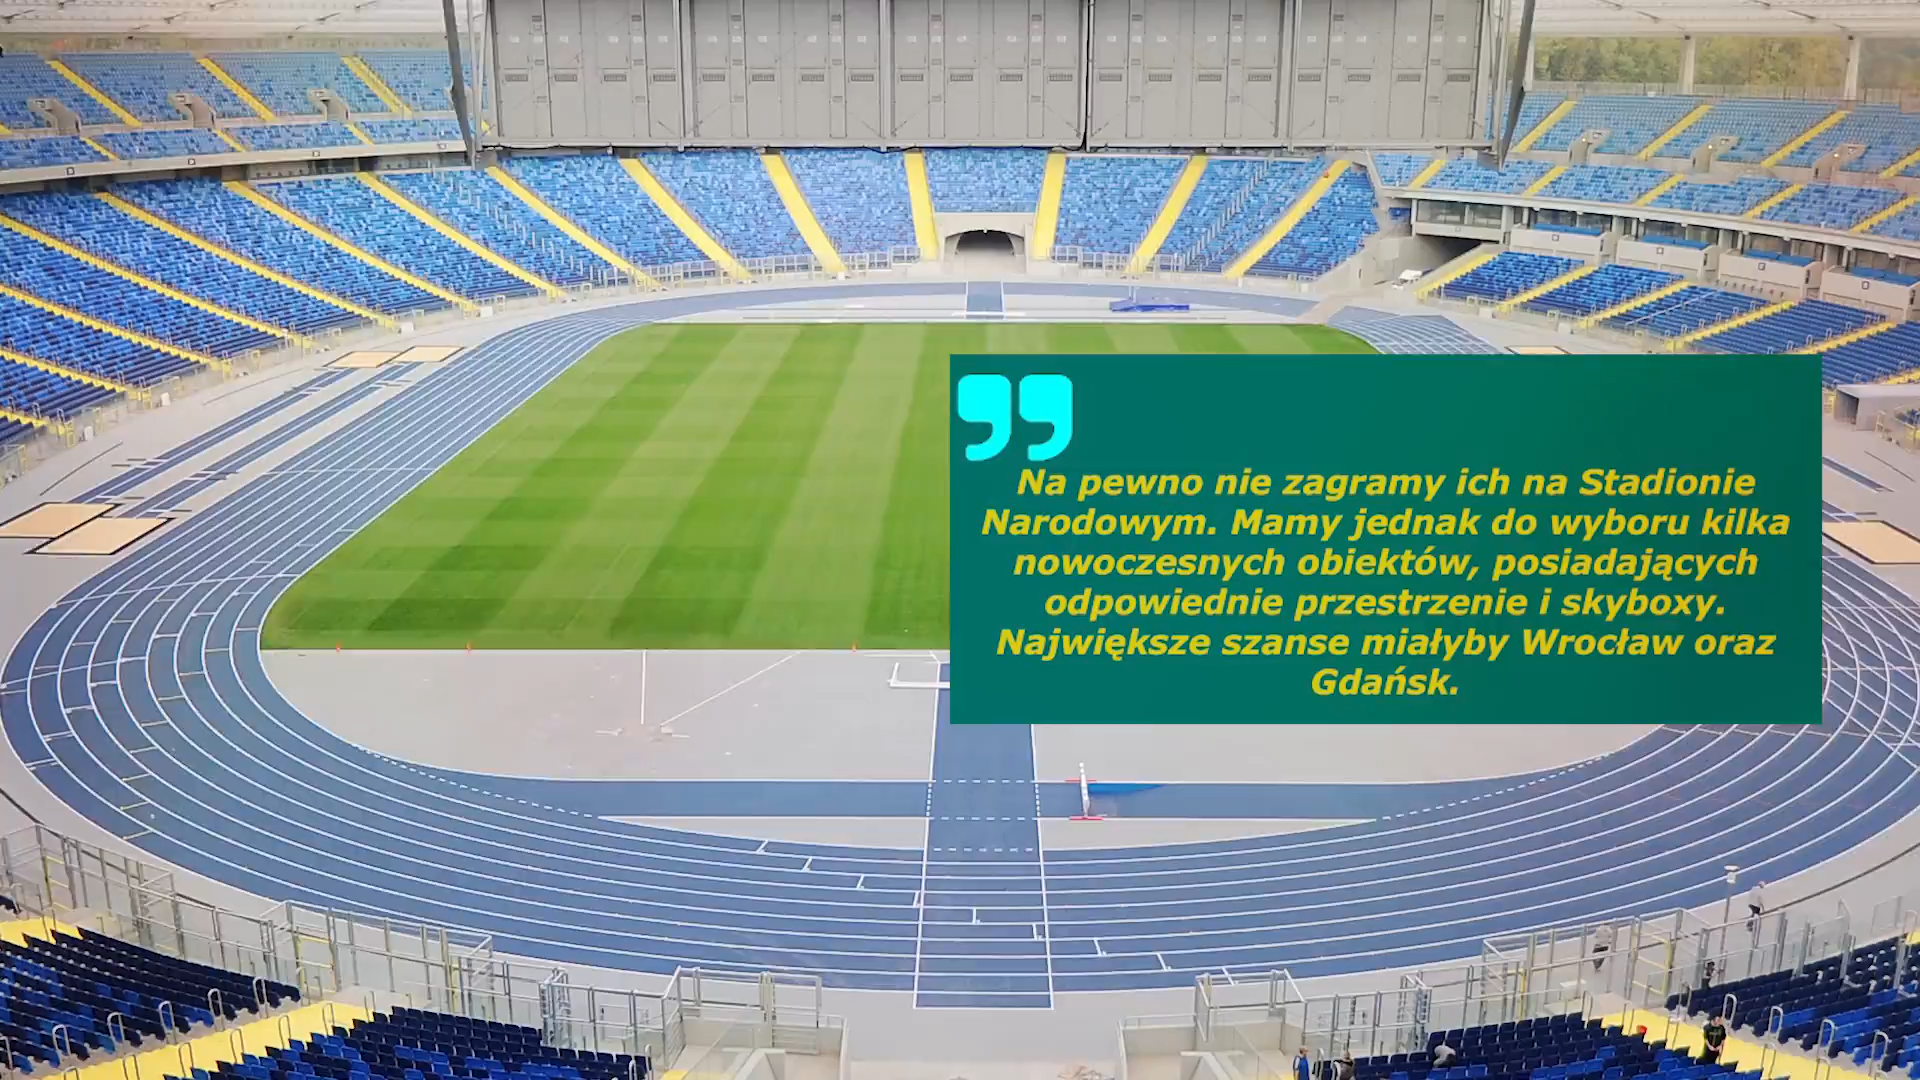 Na pewno nie zagramy ich na Stadionie
Narodowym. Mamy jednak do wyboru kilka
nowoczesnych obiektów, posiadających
odpowiednie przestrzenie i skyboxy.
Największe szanse miałyby Wrocław oraz
Gdańsk.